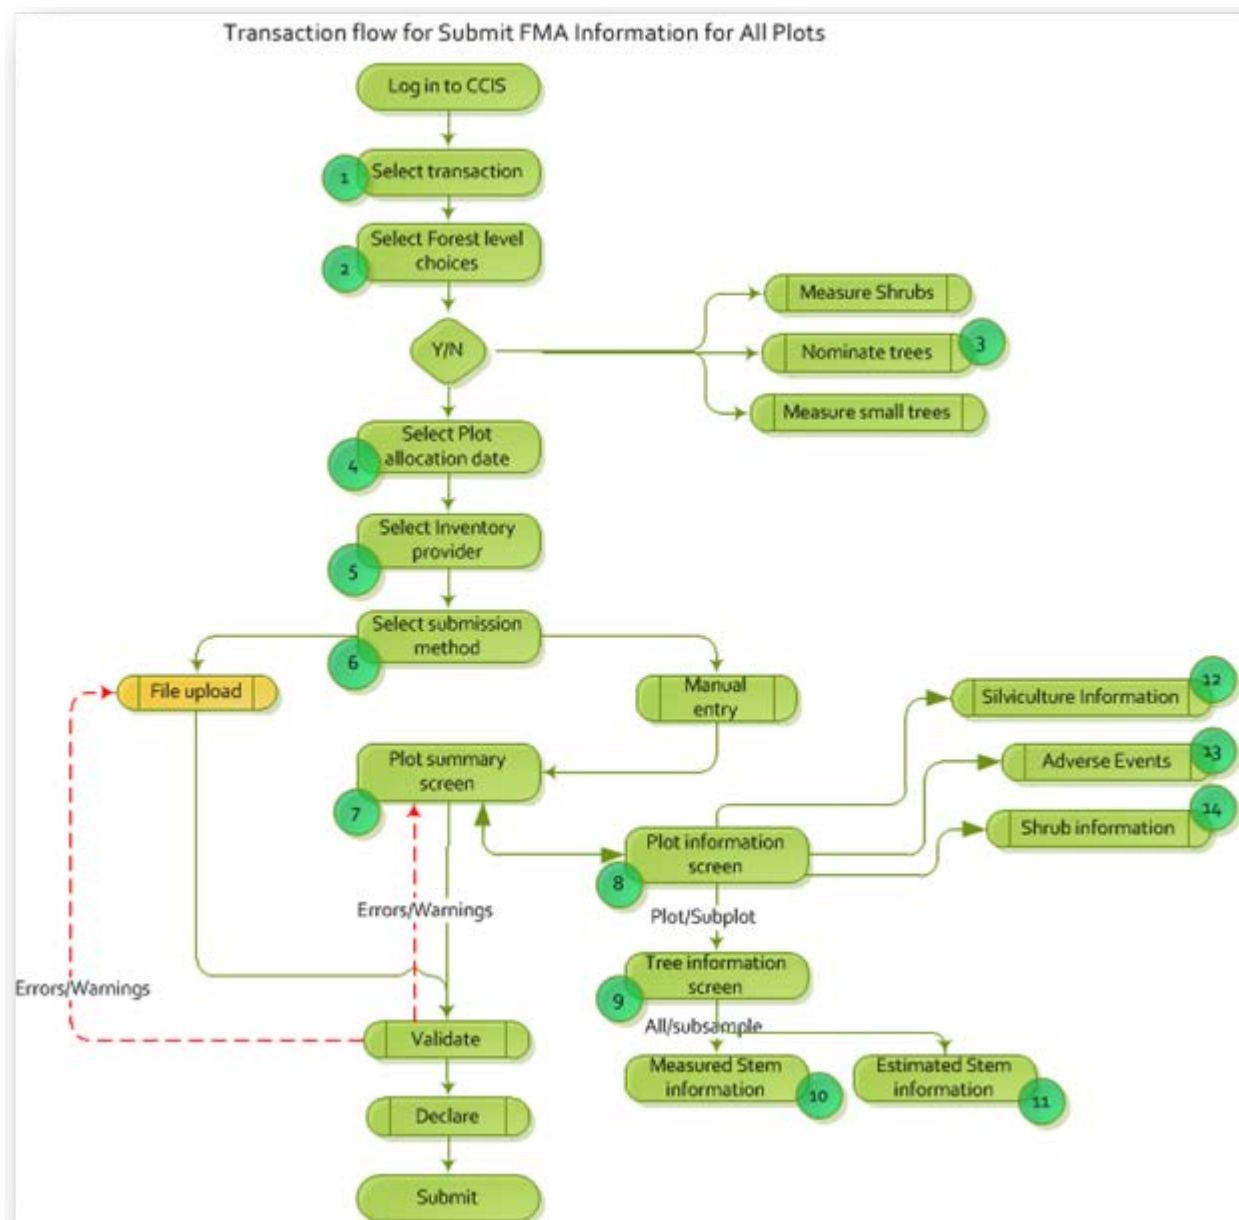 Transaction flow for Submit FMA Information for All Plots
Log in to CCIS
1
Select transaction
2
Select Forest level
choices
Y/N
Measure Shrubs
Nominate trees
3
Measure small trees
4
Select Plot
allocation date
5
Select Inventory
provider
6
Select submission
method
File upload
Manual
entry
Plot summary
screen
7
Silviculture Information
12
Adverse Events
13
Shrub information
14
Plot information
screen
8
Errors/Warnings
Plot/Subplot
Tree information
screen
9
Errors/Warnings
All/subsample
Validate
Measured Stem
information
10
Estimated Stem
information
11
Declare
Submit